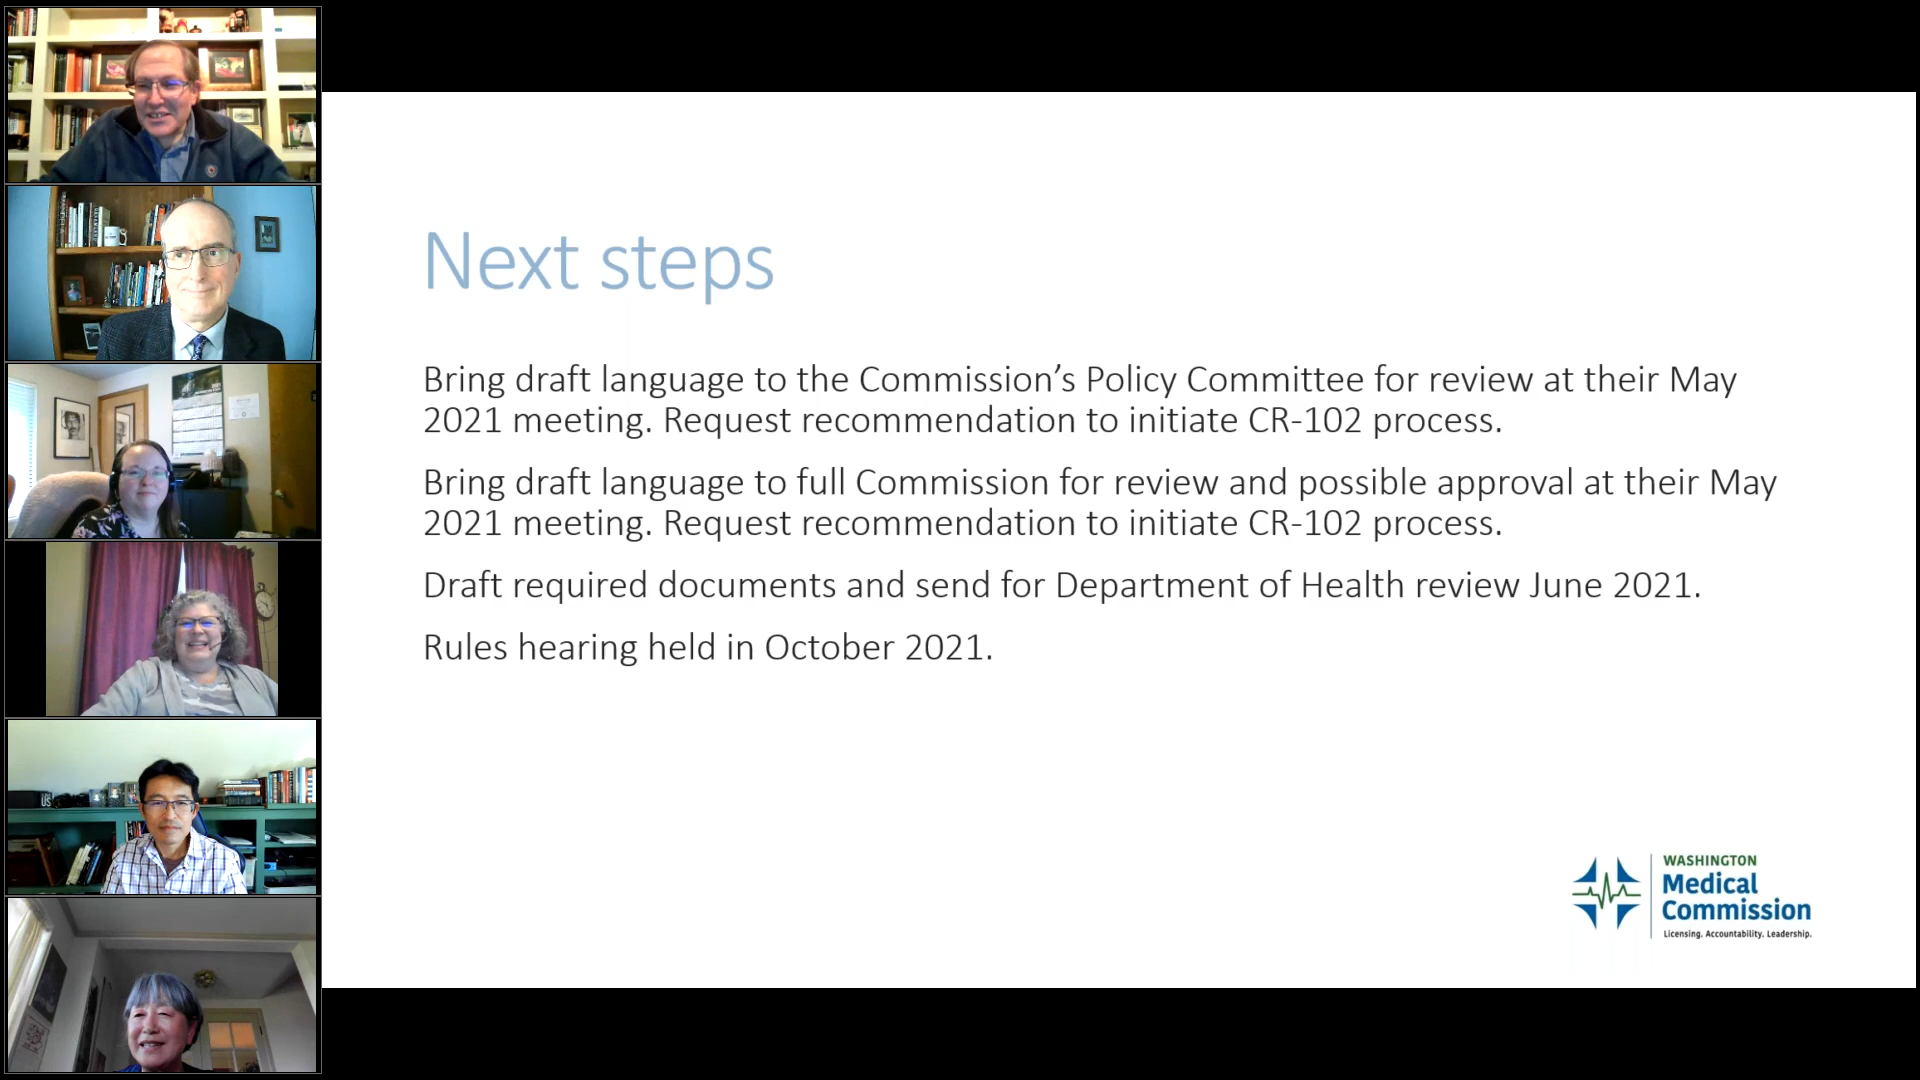 Next steps
Bring draft language to the Commission’s Policy Committee for review at their May
2021 meeting. Request recommendation to initiate CR-102 process.
Bring draft language to full Commission for review and possible approval at their May
2021 meeting. Request recommendation to initiate CR-102 process.
Draft required documents and send for Department of Health review June 2021.
Rules hearing held in October 2021.
WASHINGTON
Medical
Commission
Licensing. Accountability. Leadership.